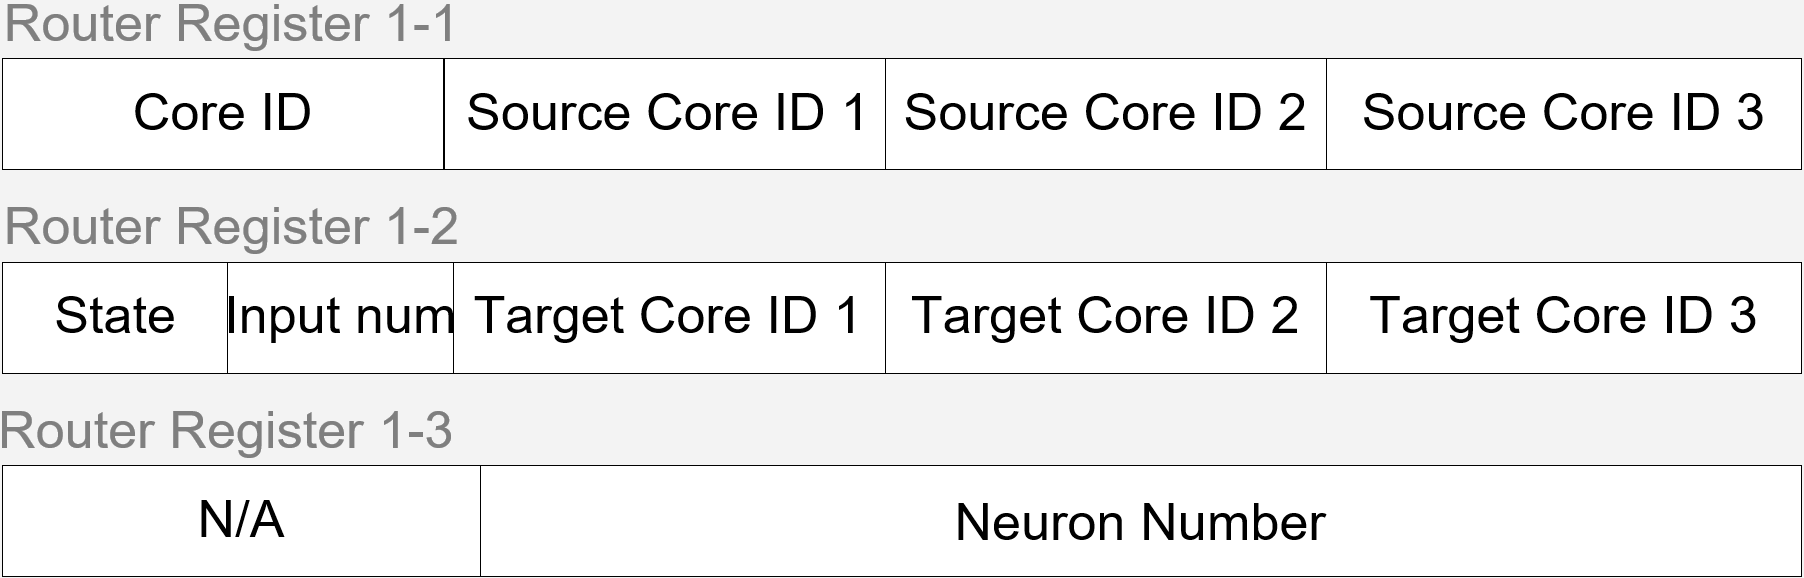 Router Register 1-1
Core ID Source Core ID 1 Source Core ID 2 Source Core ID 3
Router Register 1-2
State Input num Target Core ID 1 Target Core ID 2 Target Core ID 3
Router Register 1-3
N/A Neuron Number